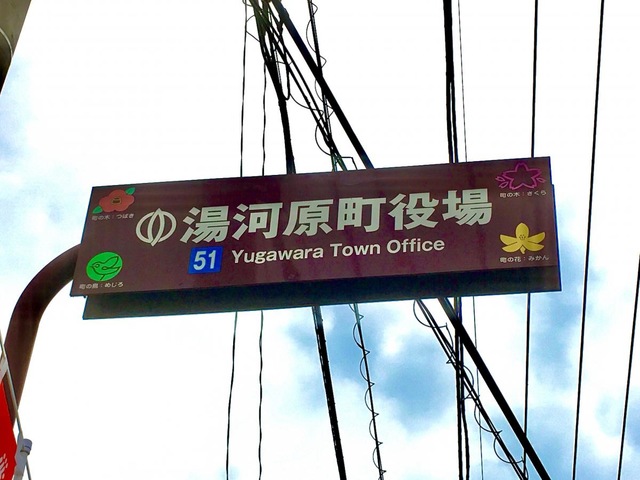 町の木：つばき
町の木：さくら
湯河原町役場
51 Yugawara Town Office
町の鳥：めじろ
町の花：みかん